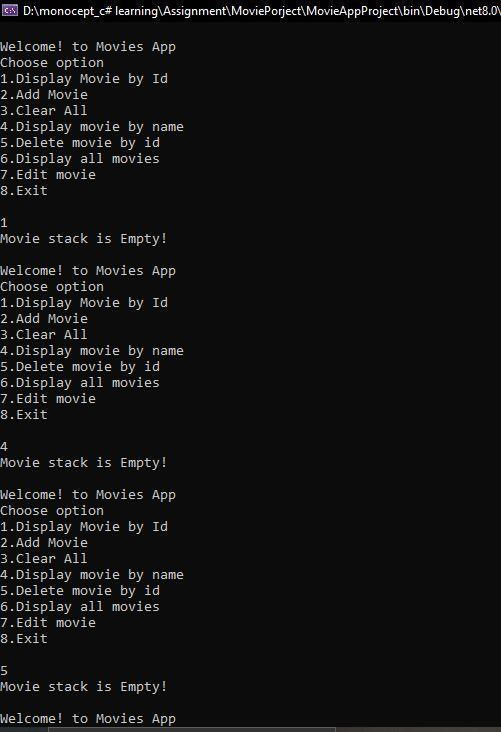 D:\monocept_c# learning\Assignment\MoviePorject\MovieAppProject\bin\Debug\net8.0\
Welcome! to Movies App
Choose option
1.Display Movie by Id
2.Add Movie
3.Clear All
4.Display movie by name
5.Delete movie by id
6.Display all movies
7.Edit movie
8.Exit
1
Movie stack is Empty!
Welcome! to Movies App
Choose option
1.Display Movie by Id
2.Add Movie
3.Clear All
4.Display movie by name
5.Delete movie by id
6.Display all movies
7.Edit movie
8.Exit
4
Movie stack is Empty!
Welcome! to Movies App
Choose option
1.Display Movie by Id
2.Add Movie
3.Clear All
4.Display movie by name
5.Delete movie by id
6.Display all movies
7.Edit movie
8.Exit
5
Movie stack is Empty!
Welcome! to Movies App